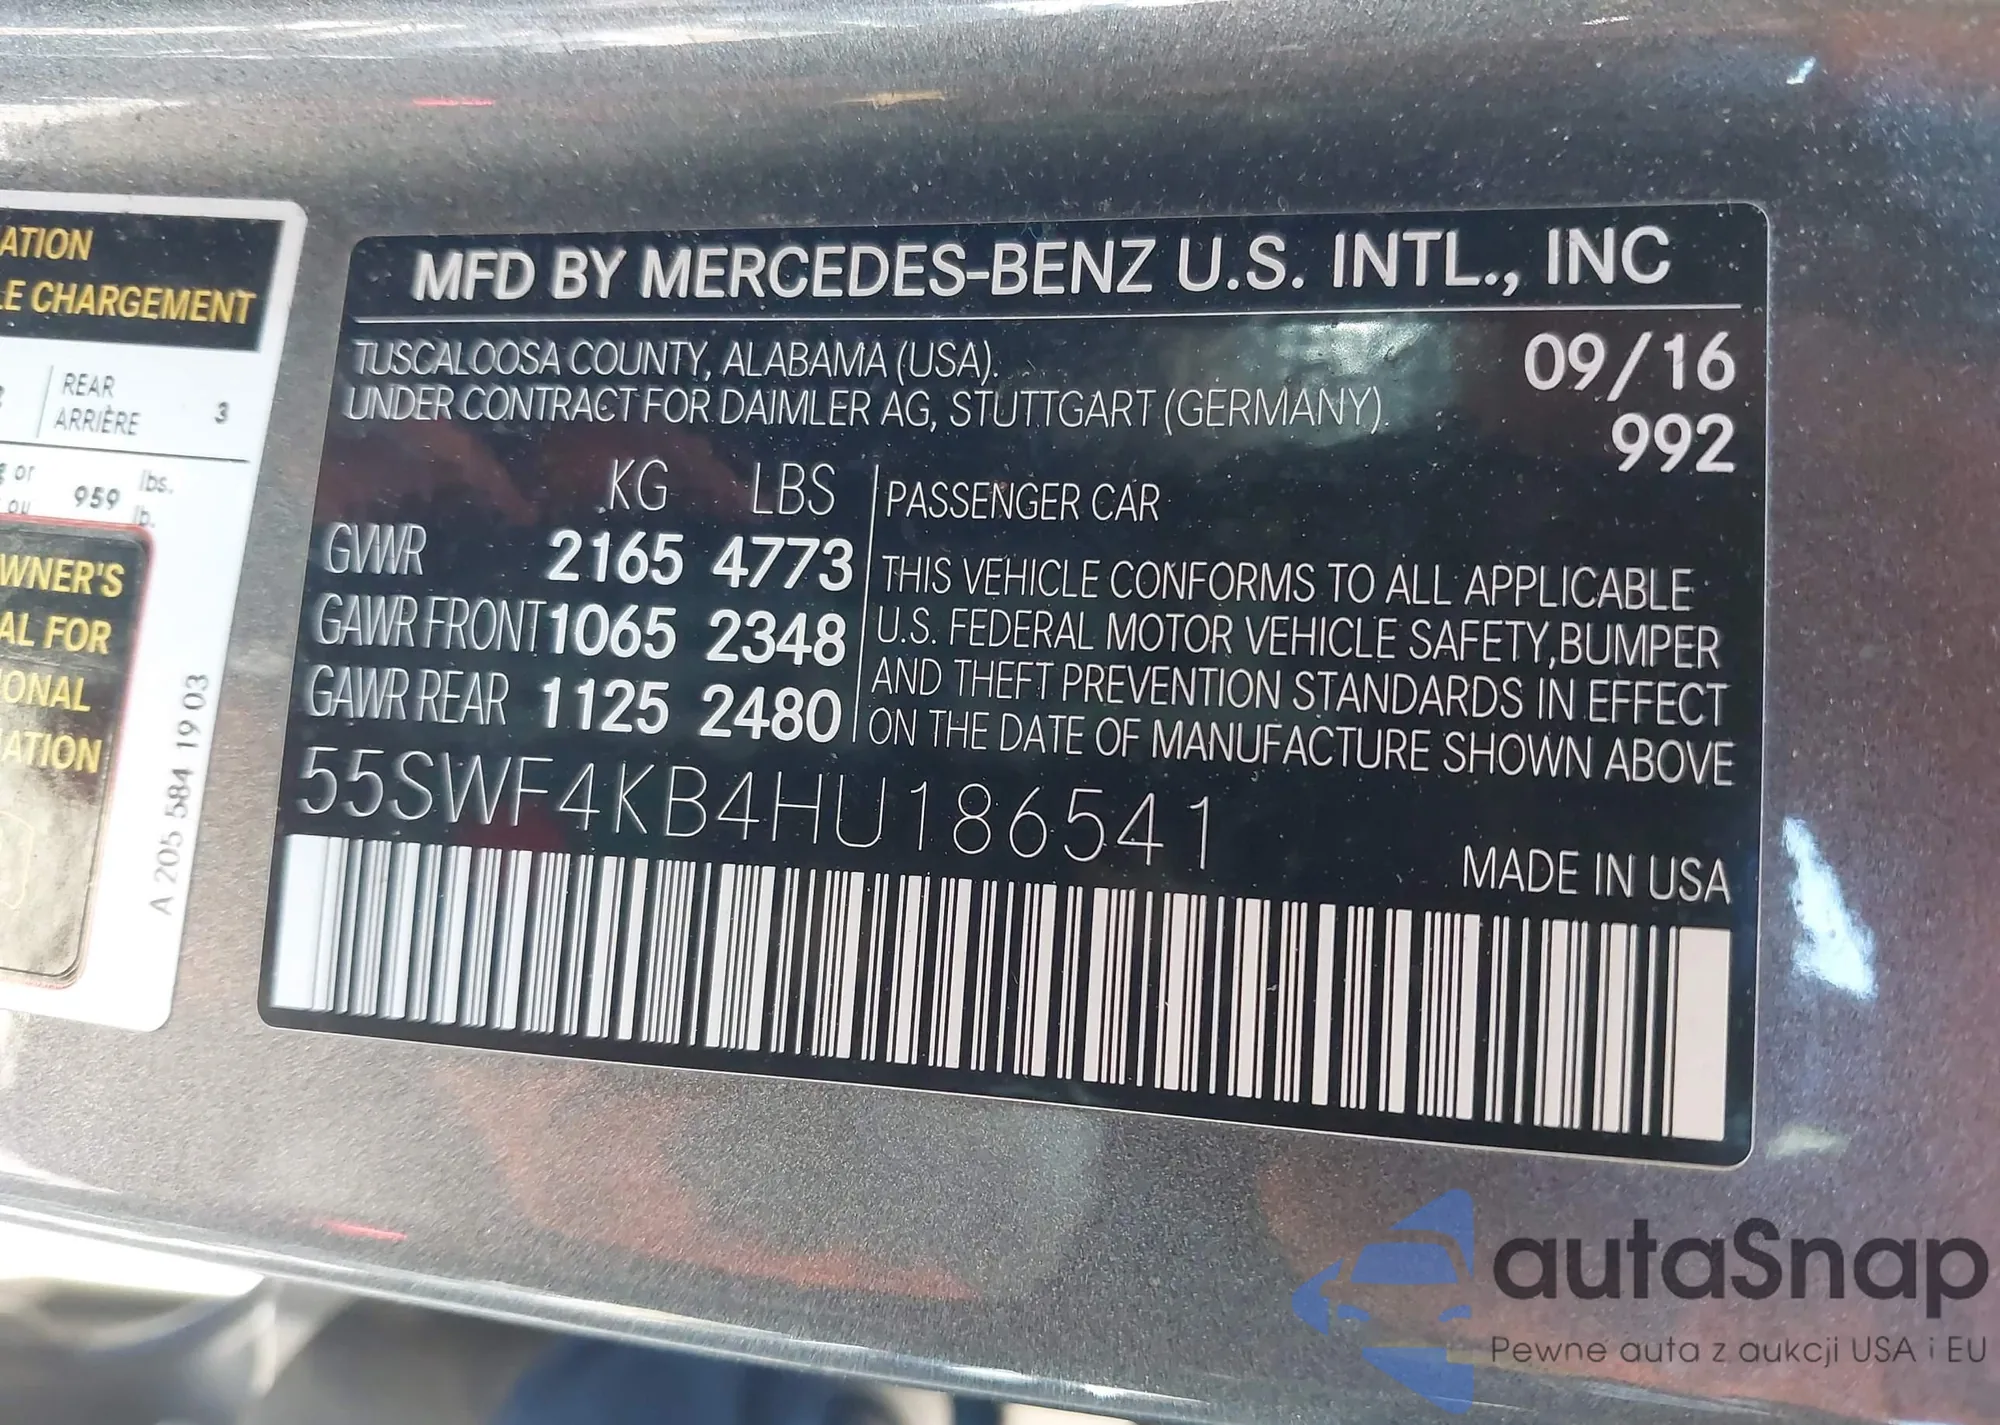 ATION
LE CHARGEMENT
REAR
ARRIÈRE 3
or lbs.
ou 959 lb.
WNER'S
AL FOR
IONAL
ATION
A 205 584 19 03
MFD BY MERCEDES-BENZ U.S. INTL., INC
TUSCALOOSA COUNTY, ALABAMA (USA).
UNDER CONTRACT FOR DAIMLER AG, STUTTGART (GERMANY).
09/16
992
KG LBS
GVWR 2165 4773
GAWR FRONT 1065 2348
GAWR REAR 1125 2480
PASSENGER CAR
THIS VEHICLE CONFORMS TO ALL APPLICABLE
U.S. FEDERAL MOTOR VEHICLE SAFETY, BUMPER
AND THEFT PREVENTION STANDARDS IN EFFECT
ON THE DATE OF MANUFACTURE SHOWN ABOVE
55SWF4KB4HU186541
MADE IN USA
autaSnap
Pewne auta z aukcji USA i EU